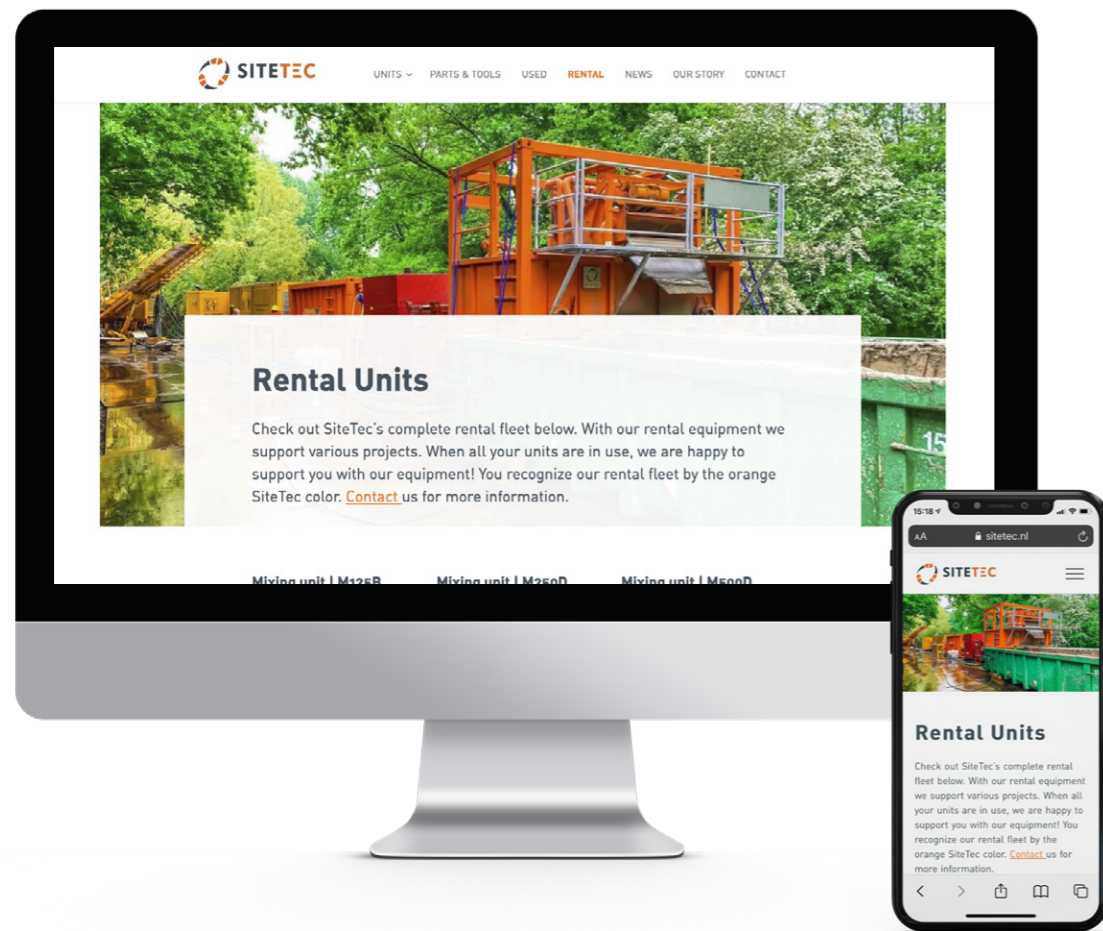 SITETEC
UNITS PARTS & TOOLS USED RENTAL NEWS OUR STORY CONTACT
15
Rental Units
Check out SiteTec's complete rental fleet below. With our rental equipment we
support various projects. When all your units are in use, we are happy to
support you with our equipment! You recognize our rental fleet by the orange
SiteTec color. Contact us for more information.
Mixing unit | M125B Mixing unit | M250D Mixing unit | M500D
15:18
AA sitetec.nl
SITETEC
Rental Units
Check out SiteTec's complete rental
fleet below. With our rental equipment
we support various projects. When all
your units are in use, we are happy to
support you with our equipment! You
recognize our rental fleet by the
orange SiteTec color. Contact us for
more information.